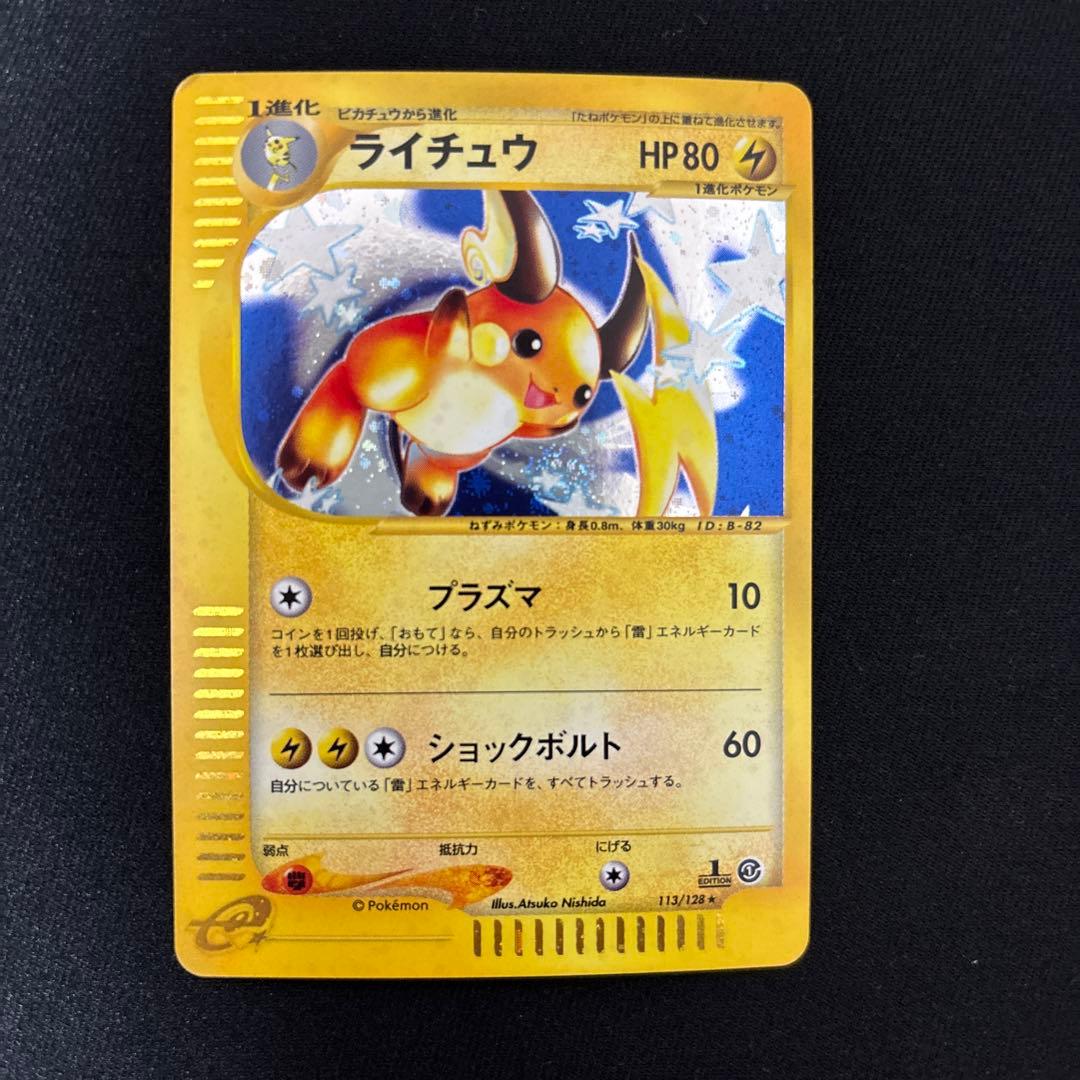 1進化 ピカチュウから進化 「たねポケモン」の上に重ねて進化させます。
ライチュウ HP80
1進化ポケモン
ねずみポケモン:身長0.8m、体重30kg ID:B-82
プラズマ 10
コインを1回投げ、「おもて」なら、自分のトラッシュから「雷」エネルギーカード
を1枚選び出し、自分につける。
ショックボルト 60
自分についている「雷」エネルギーカードを、すべてトラッシュする。
弱点 抵抗力 にげる
1
EDITION
©Pokémon Illus.Atsuko Nishida 113/128★
e